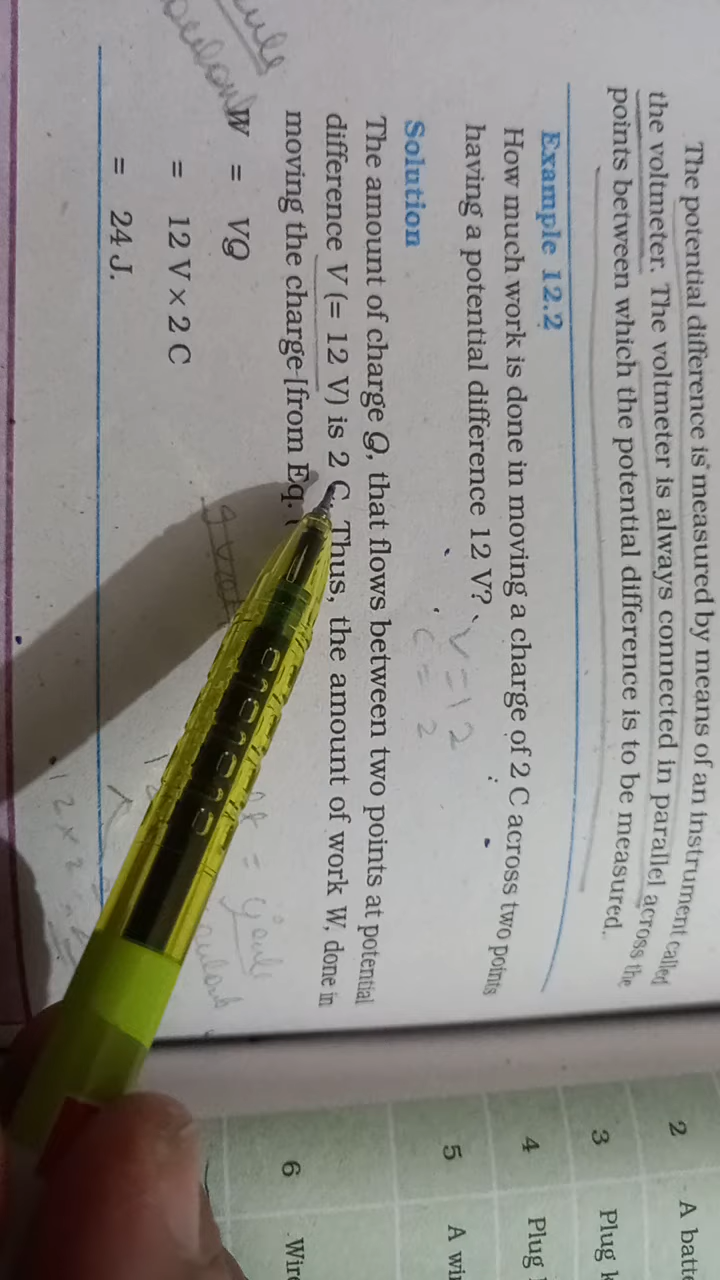 The potential difference is measured by means of an instrument called
the voltmeter. The voltmeter is always connected in parallel across the
points between which the potential difference is to be measured.
Example 12.2
How much work is done in moving a charge of 2 C across two points
having a potential difference 12 V?
V = 12
C = 2
Solution
The amount of charge Q, that flows between two points at potential
difference V (= 12 V) is 2 C. Thus, the amount of work W, done in
moving the charge [from Eq.
W = VQ
= 12 V × 2 C
= 24 J.
= joule
12 × 2 =
2 A batt
3 Plug k
4 Plug
5 A wi
6 Wire